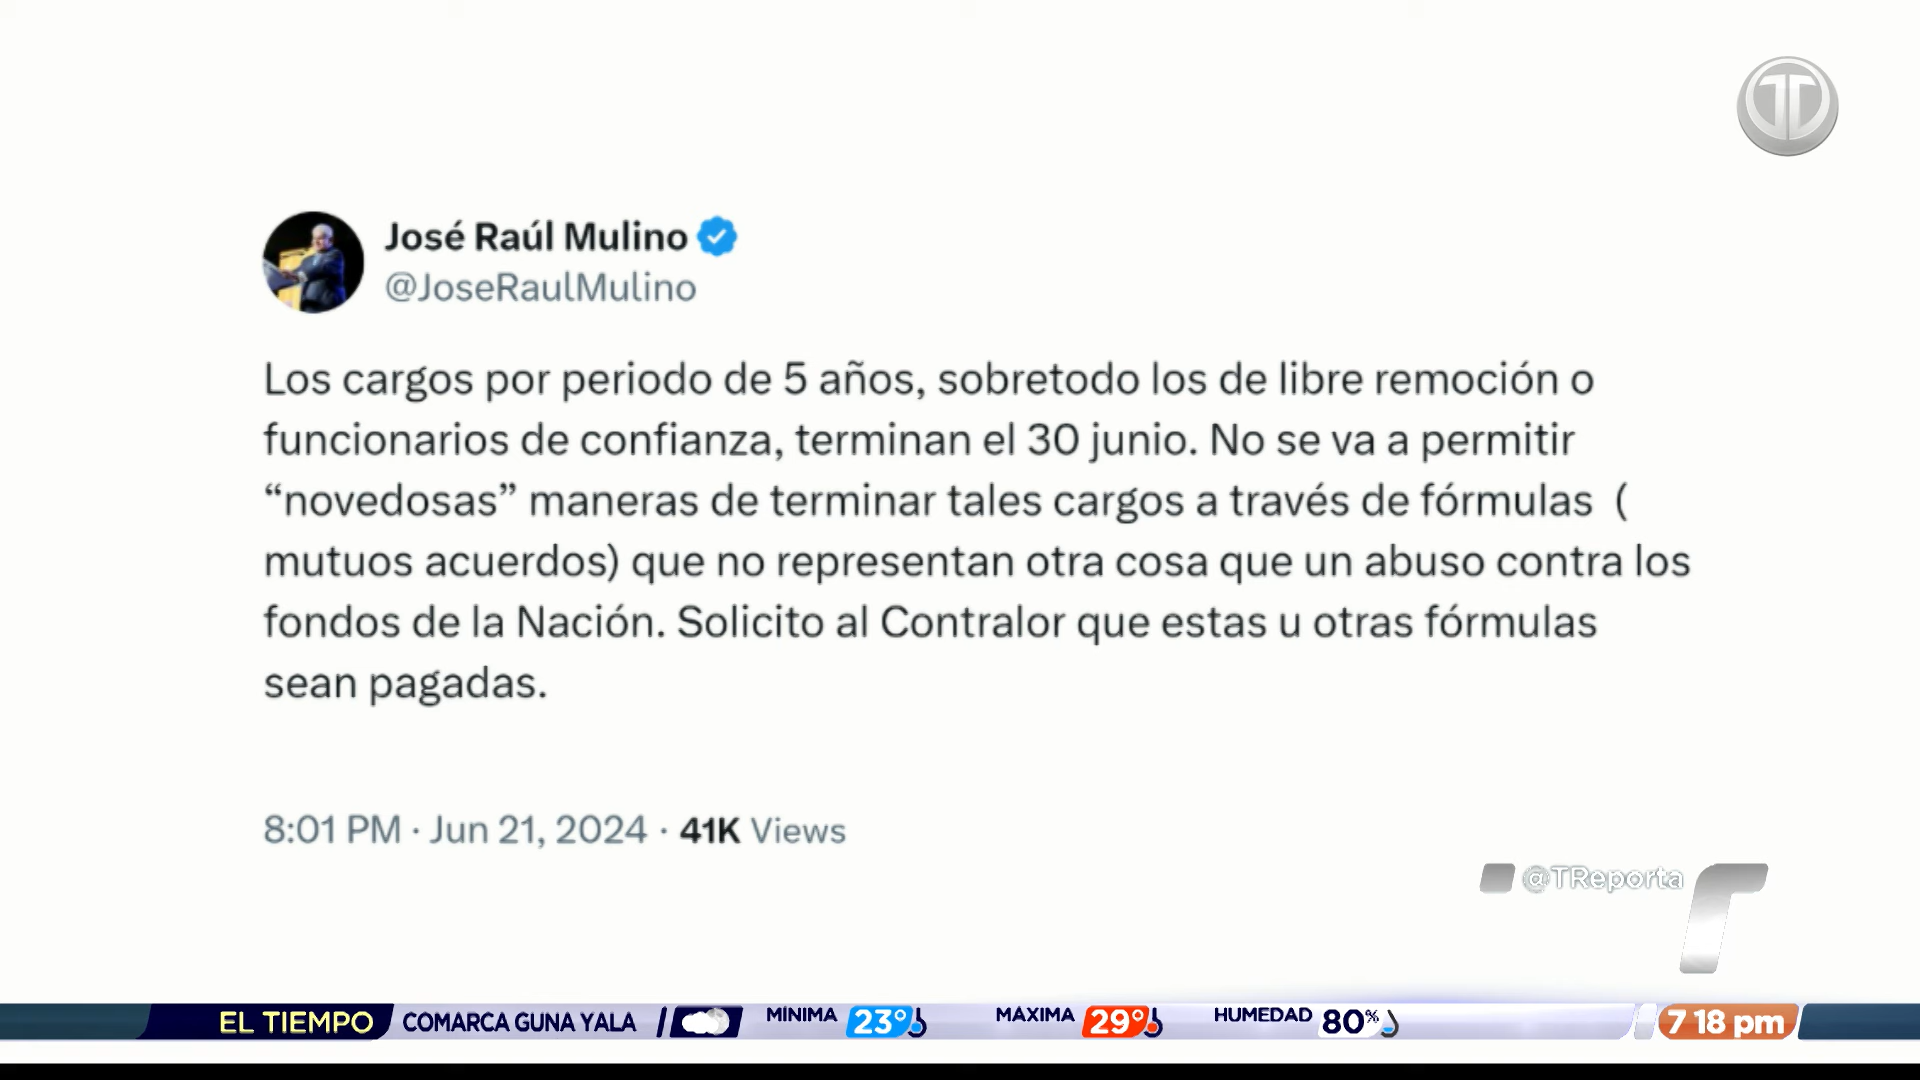 José Raúl Mulino
@JoseRaulMulino
Los cargos por periodo de 5 años, sobretodo los de libre remoción o
funcionarios de confianza, terminan el 30 junio. No se va a permitir
“novedosas” maneras de terminar tales cargos a través de fórmulas (
mutuos acuerdos) que no representan otra cosa que un abuso contra los
fondos de la Nación. Solicito al Contralor que estas u otras fórmulas
sean pagadas.
8:01 PM · Jun 21, 2024 · 41K Views
@TReporta
EL TIEMPO COMARCA GUNA YALA MÍNIMA 23° MÁXIMA 29° HUMEDAD 80% 7 18 pm